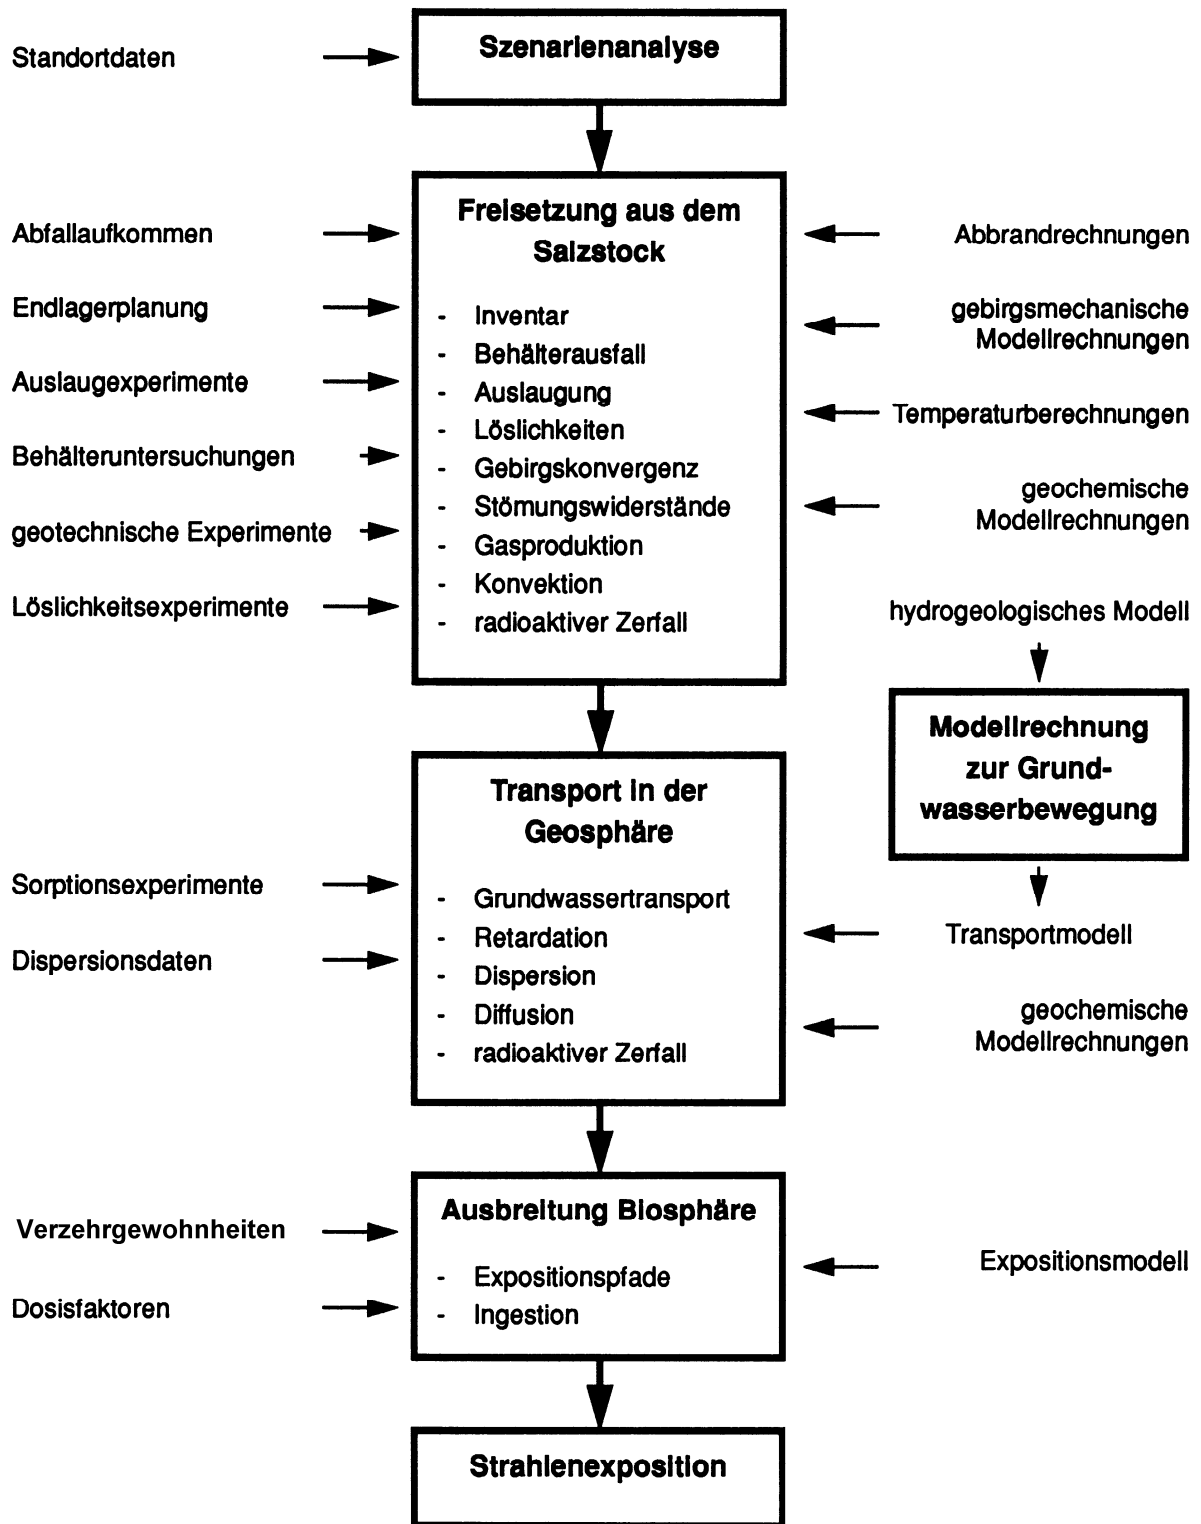 Szenarienanalyse
Standortdaten
Freisetzung aus dem
Salzstock
- Inventar
- Behälterausfall
- Auslaugung
- Löslichkeiten
- Gebirgskonvergenz
- Stömungswiderstände
- Gasproduktion
- Konvektion
- radioaktiver Zerfall
Abfallaufkommen
Endlagerplanung
Auslaugexperimente
Behälteruntersuchungen
geotechnische Experimente
Löslichkeitsexperimente
Abbrandrechnungen
gebirgsmechanische
Modellrechnungen
Temperaturberechnungen
geochemische
Modellrechnungen
hydrogeologisches Modell
Modellrechnung
zur Grund-
wasserbewegung
Transport in der
Geosphäre
- Grundwassertransport
- Retardation
- Dispersion
- Diffusion
- radioaktiver Zerfall
Sorptionsexperimente
Dispersionsdaten
Transportmodell
geochemische
Modellrechnungen
Ausbreitung Biosphäre
- Expositionspfade
- Ingestion
Verzehrgewohnheiten
Dosisfaktoren
Expositionsmodell
Strahlenexposition